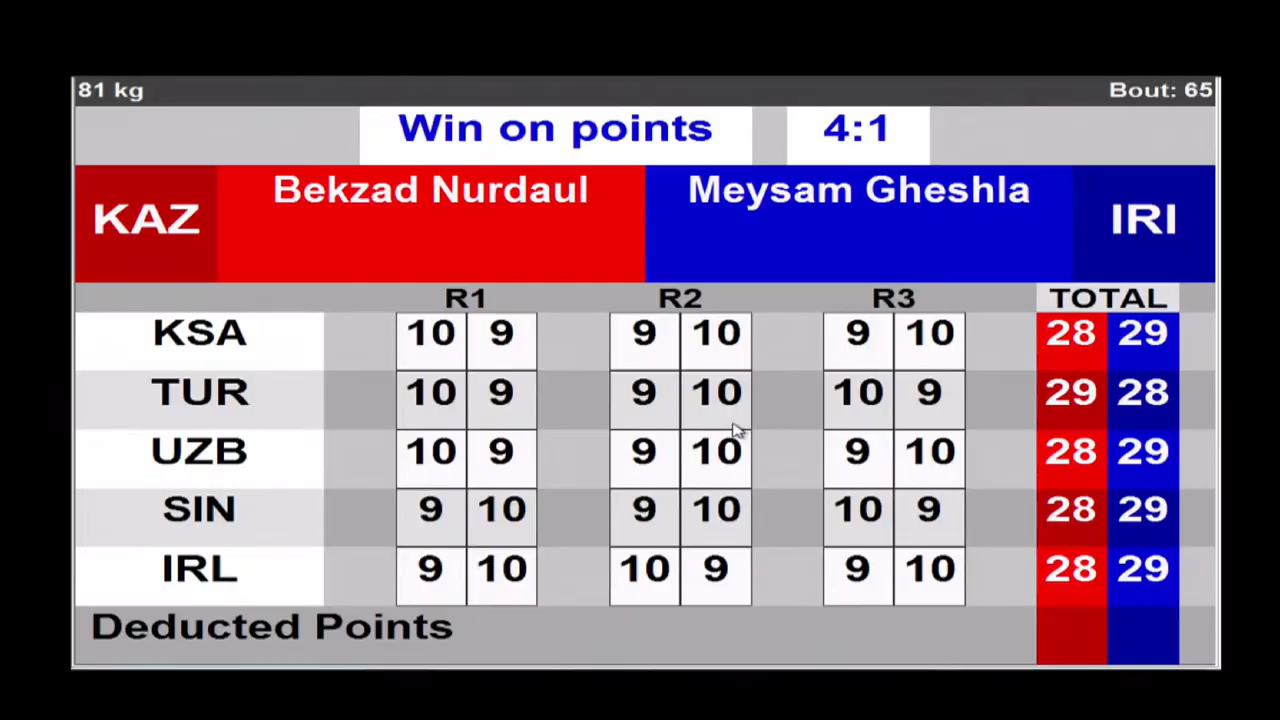 81 kg Bout: 65
Win on points 4:1
KAZ Bekzad Nurdaul Meysam Gheshla IRI
R1 R2 R3 TOTAL
KSA 10 9 9 10 9 10 28 29
TUR 10 9 9 10 10 9 29 28
UZB 10 9 9 10 9 10 28 29
SIN 9 10 9 10 10 9 28 29
IRL 9 10 10 9 9 10 28 29
Deducted Points